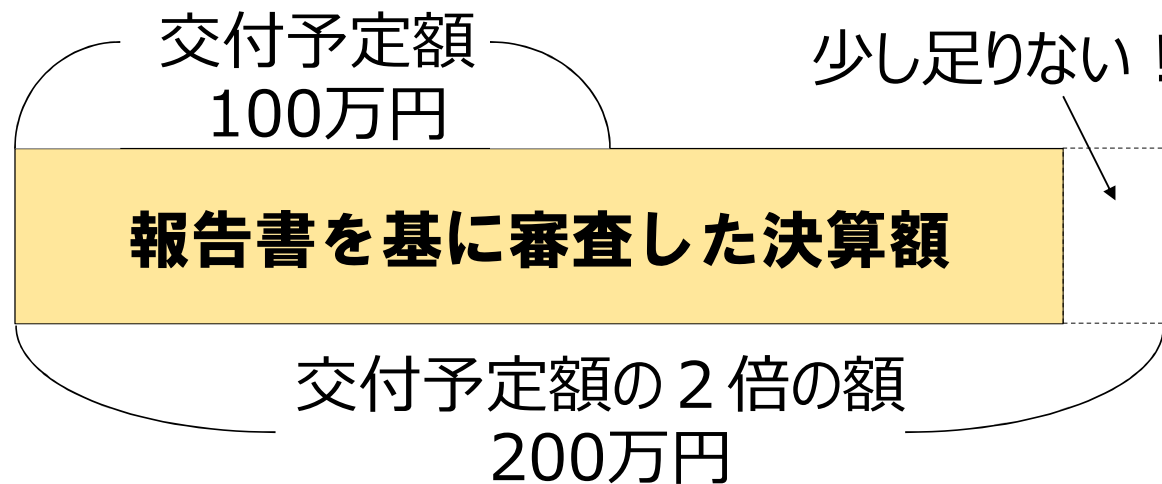 交付予定額
100万円
少し足りない！
報告書を基に審査した決算額
交付予定額の２倍の額
200万円